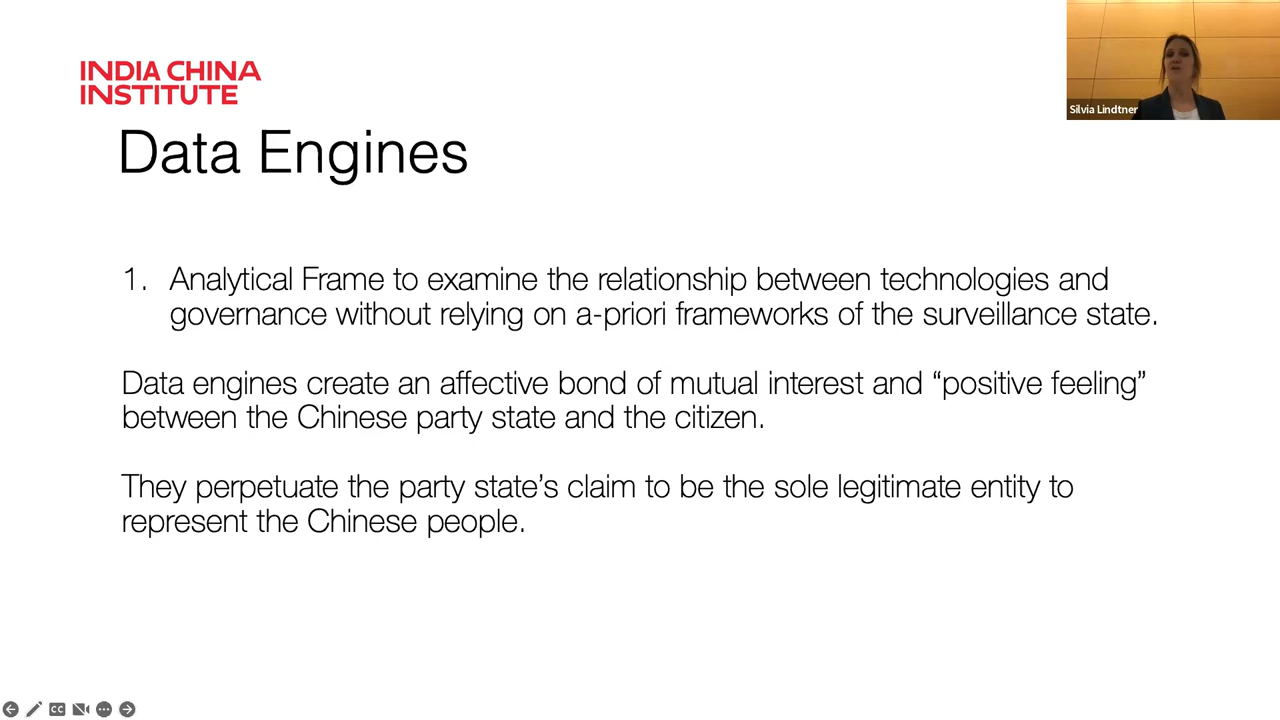 INDIA CHINA
INSTITUTE
Silvia Lindtner
Data Engines
1. Analytical Frame to examine the relationship between technologies and
governance without relying on a-priori frameworks of the surveillance state.
Data engines create an affective bond of mutual interest and “positive feeling”
between the Chinese party state and the citizen.
They perpetuate the party state’s claim to be the sole legitimate entity to
represent the Chinese people.
CC